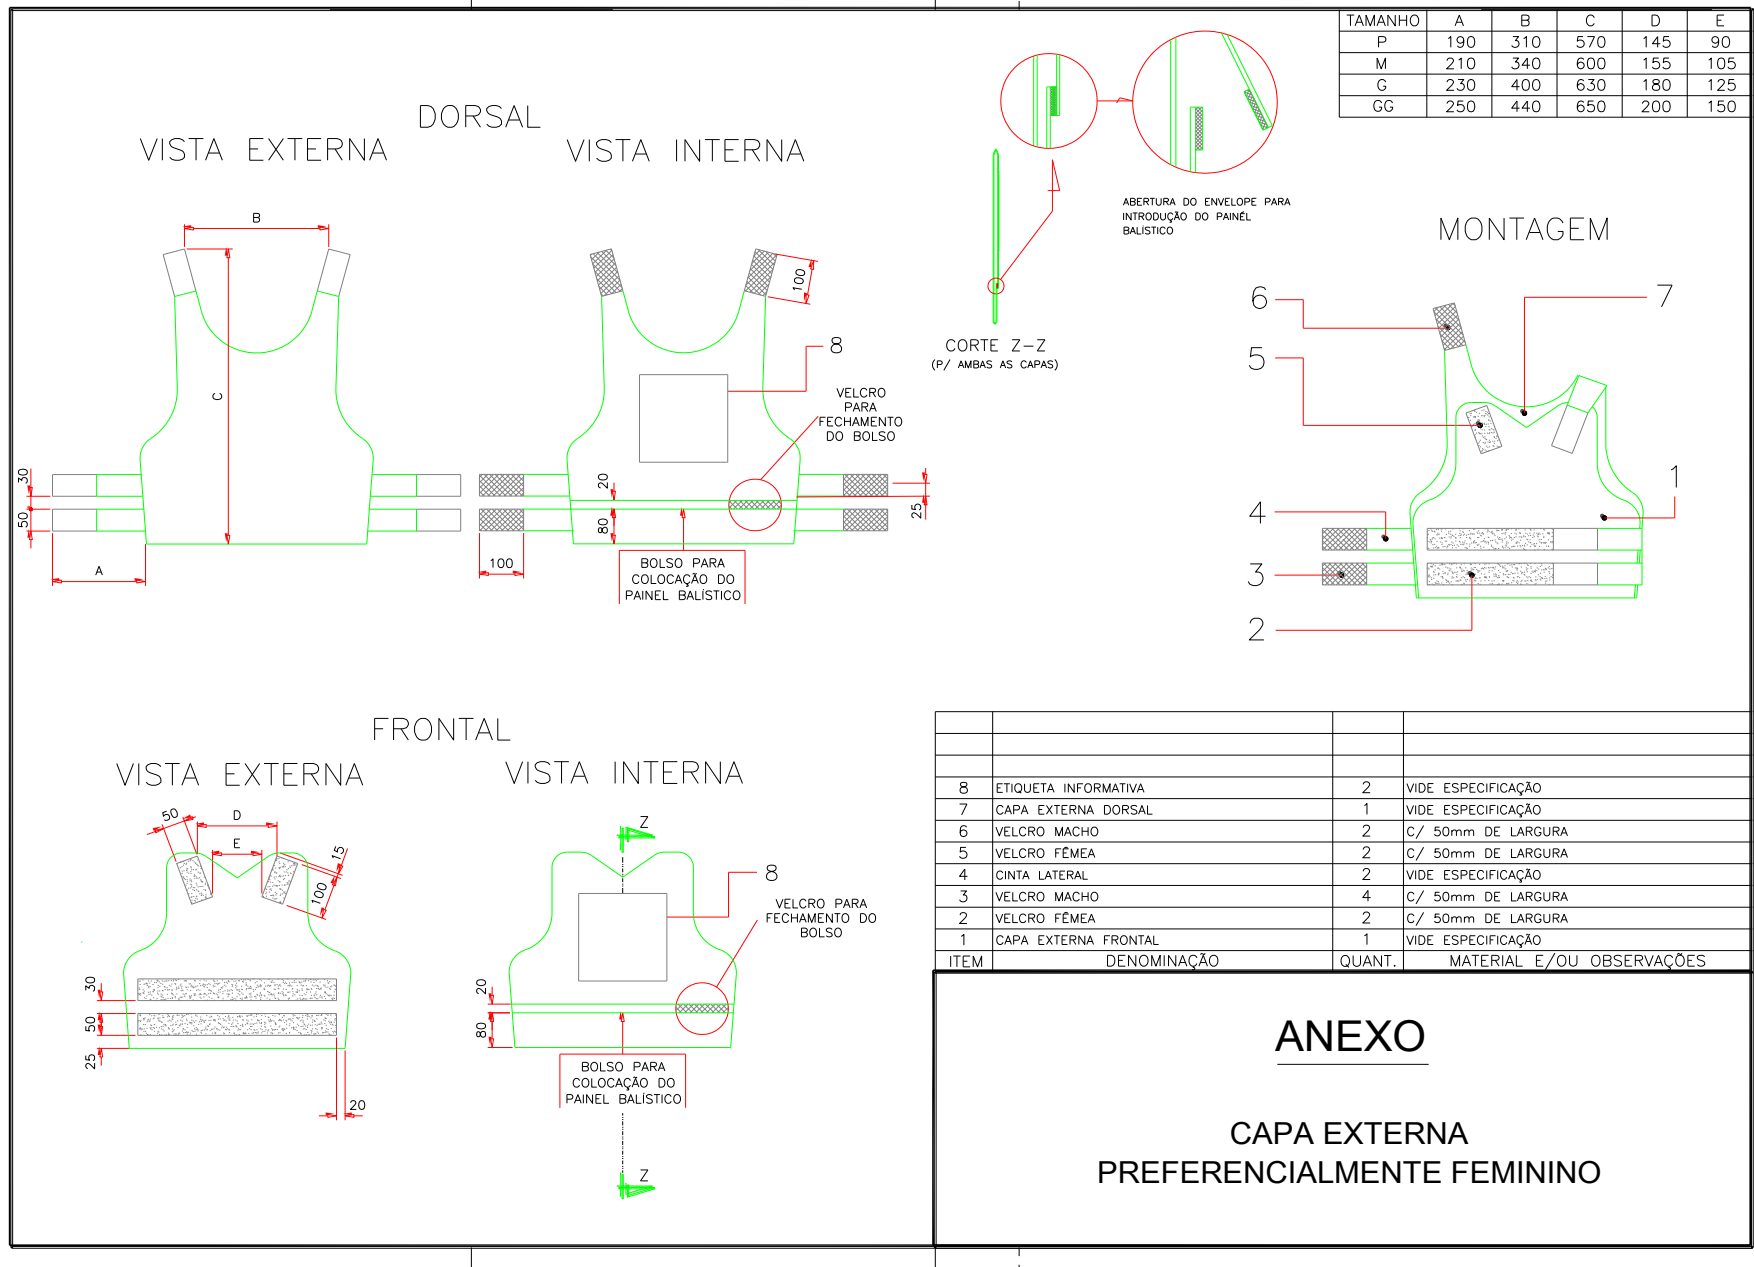 TAMANHO A B C D E
P 190 310 570 145 90
M 210 340 600 155 105
G 230 400 630 180 125
GG 250 440 650 200 150
DORSAL
VISTA EXTERNA
VISTA INTERNA
B
C
A
30
50
100
8
VELCRO
PARA
FECHAMENTO
DO BOLSO
20
80
25
100
BOLSO PARA
COLOCAÇÃO DO
PAINEL BALÍSTICO
ABERTURA DO ENVELOPE PARA
INTRODUÇÃO DO PAINÉL
BALÍSTICO
CORTE Z-Z
(P/ AMBAS AS CAPAS)
MONTAGEM
6
7
5
1
4
3
2
FRONTAL
VISTA EXTERNA
VISTA INTERNA
50
D
E
15
100
30
50
25
20
Z
8
VELCRO PARA
FECHAMENTO DO
BOLSO
20
80
BOLSO PARA
COLOCAÇÃO DO
PAINEL BALÍSTICO
Z
8 ETIQUETA INFORMATIVA 2 VIDE ESPECIFICAÇÃO
7 CAPA EXTERNA DORSAL 1 VIDE ESPECIFICAÇÃO
6 VELCRO MACHO 2 C/ 50mm DE LARGURA
5 VELCRO FÊMEA 2 C/ 50mm DE LARGURA
4 CINTA LATERAL 2 VIDE ESPECIFICAÇÃO
3 VELCRO MACHO 4 C/ 50mm DE LARGURA
2 VELCRO FÊMEA 2 C/ 50mm DE LARGURA
1 CAPA EXTERNA FRONTAL 1 VIDE ESPECIFICAÇÃO
ITEM DENOMINAÇÃO QUANT. MATERIAL E/OU OBSERVAÇÕES
ANEXO
CAPA EXTERNA
PREFERENCIALMENTE FEMININO